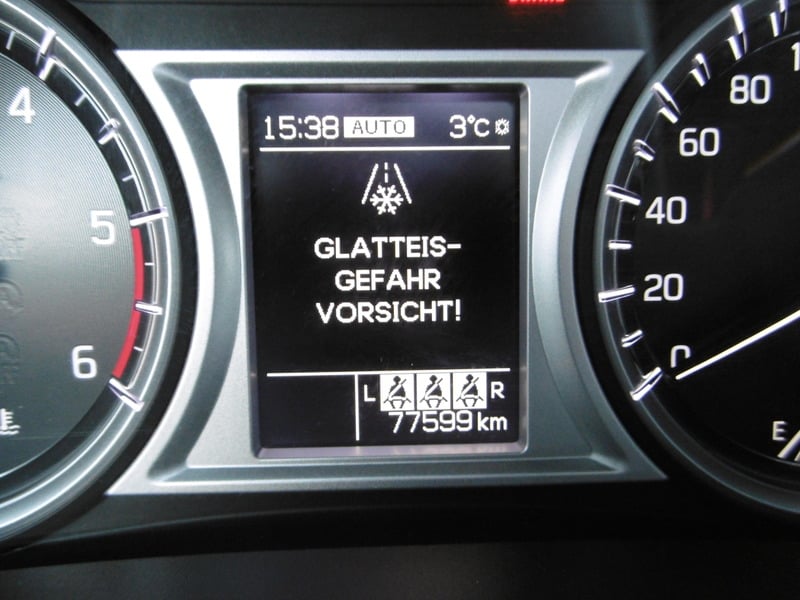 15:38 AUTO 3°C
GLATTEIS-
GEFAHR
VORSICHT!
L R
77599 km
4
5
6
80
60
40
20
0
E